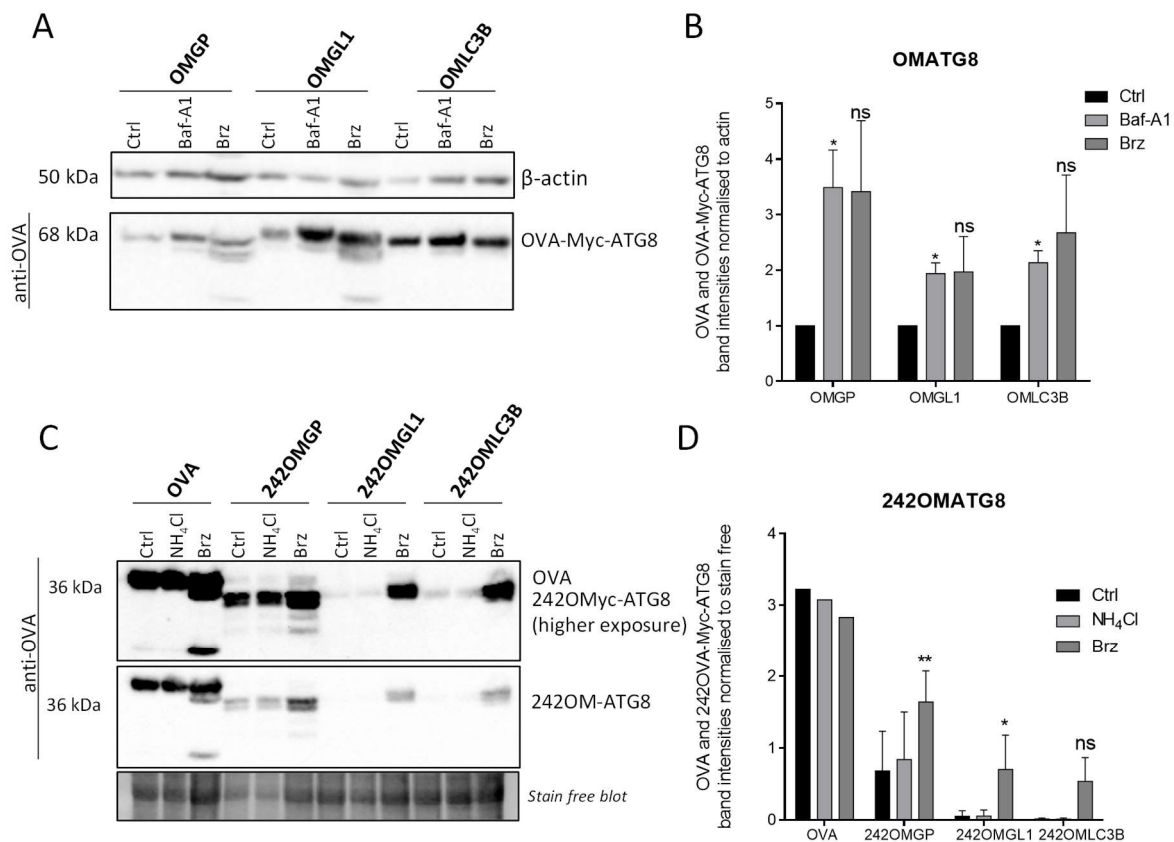 A
OMGP
OMGL1
OMLC3B
Ctrl
Baf-A1
Brz
Ctrl
Baf-A1
Brz
Ctrl
Baf-A1
Brz
50 kDa
β-actin
anti-OVA
68 kDa
OVA-Myc-ATG8
B
OMATG8
OVA and OVA-Myc-ATG8
band intensities normalised to actin
5
4
3
2
1
0
*
ns
*
ns
*
ns
OMGP
OMGL1
OMLC3B
Ctrl
Baf-A1
Brz
C
OVA
242OMGP
242OMGL1
242OMLC3B
Ctrl
NH₄Cl
Brz
Ctrl
NH₄Cl
Brz
Ctrl
NH₄Cl
Brz
Ctrl
NH₄Cl
Brz
anti-OVA
36 kDa
OVA
242OMyc-ATG8
(higher exposure)
36 kDa
242OM-ATG8
Stain free blot
D
242OMATG8
OVA and 242OVA-Myc-ATG8
band intensities normalised to stain free
4
3
2
1
0
**
*
ns
OVA
242OMGP
242OMGL1
242OMLC3B
Ctrl
NH₄Cl
Brz